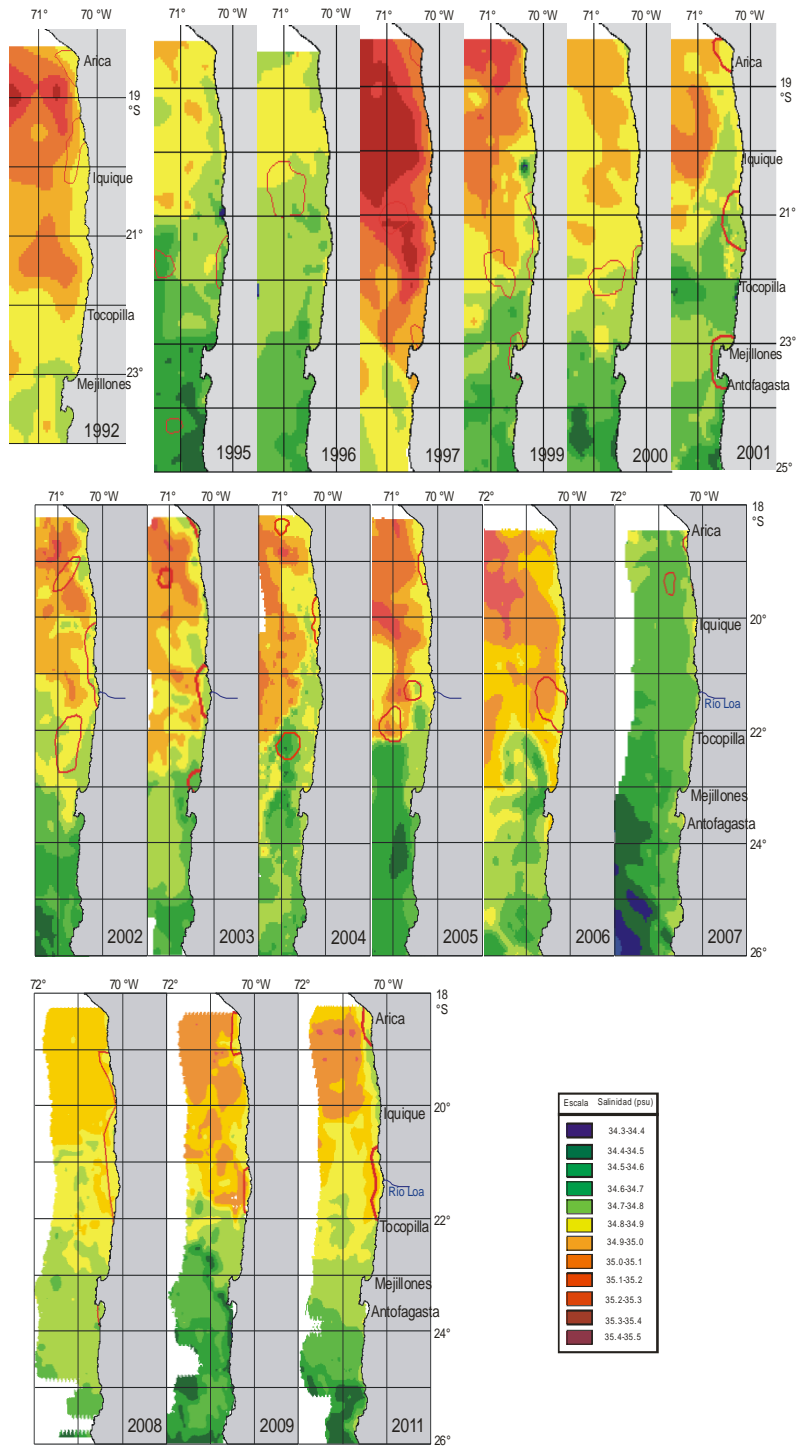 71° 70 °W
71° 70 °W
71° 70 °W
71° 70 °W
71° 70 °W
71° 70 °W
71° 70 °W
Arica
19
°S
Iquique
21°
Tocopilla
23°
Mejillones
1992
1995
1996
1997
1999
2000
2001
Arica
19
°S
Iquique
21°
Tocopilla
23°
Mejillones
Antofagasta
25°
71° 70 °W
71° 70 °W
71° 70 °W
71° 70 °W
72° 70 °W
72° 70 °W
18
°S
Arica
20°
Iquique
Rio Loa
22°
Tocopilla
Mejillones
Antofagasta
24°
26°
2002
2003
2004
2005
2006
2007
72° 70 °W
72° 70 °W
72° 70 °W
18
°S
Arica
20°
Iquique
Rio Loa
22°
Tocopilla
Mejillones
Antofagasta
24°
26°
2008
2009
2011
Escala Salinidad (psu)
34.3-34.4
34.4-34.5
34.5-34.6
34.6-34.7
34.7-34.8
34.8-34.9
34.9-35.0
35.0-35.1
35.1-35.2
35.2-35.3
35.3-35.4
35.4-35.5